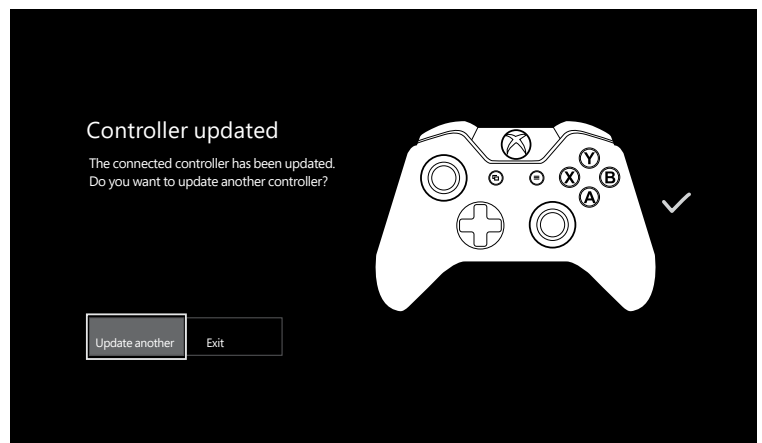 Controller updated
The connected controller has been updated.
Do you want to update another controller?
Y
X
B
A
Update another
Exit